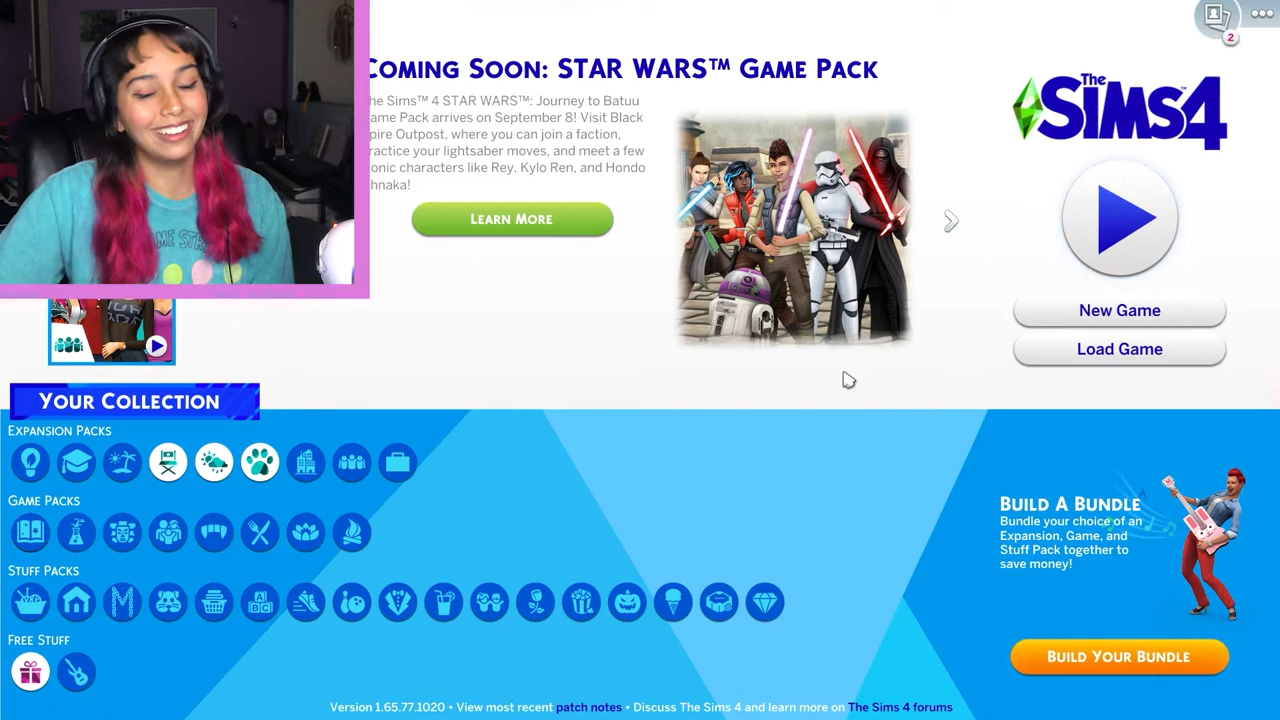 COMING SOON: STAR WARS™ GAME PACK
he Sims™ 4 STAR WARS™: Journey to Batuu
ame Pack arrives on September 8! Visit Black
pire Outpost, where you can join a faction,
ractice your lightsaber moves, and meet a few
onic characters like Rey, Kylo Ren, and Hondo
hnaka!
LEARN MORE
2
The SIMS 4
New Game
Load Game
YOUR COLLECTION
EXPANSION PACKS
GAME PACKS
STUFF PACKS
FREE STUFF
BUILD A BUNDLE
Bundle your choice of an
Expansion, Game, and
Stuff Pack together to
save money!
BUILD YOUR BUNDLE
Version 1.65.77.1020 • View most recent patch notes • Discuss The Sims 4 and learn more on The Sims 4 forums